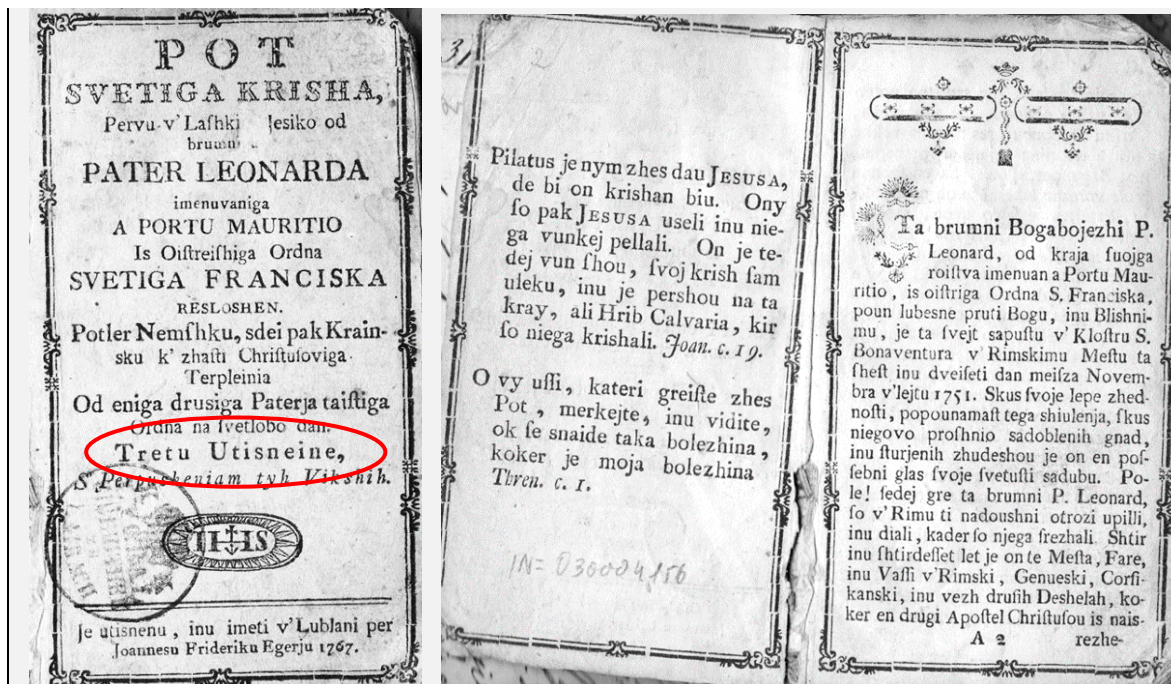 POT
SVETIGA KRISHA,
Pervu v' Laſhki Jesiko od
brumn
PATER LEONARDA
imenuvaniga
A PORTU MAURITIO
Is Oiſtreiſhiga Ordna
SVETIGA FRANCISKA
RESLOSHEN.
Potler Nemſhku, sdei pak Krain-
sku k' zhaſti Chriſtuſoviga
Terpleinia
Od eniga drusiga Paterja taiſtiga
Ordna na ſvetlobo dan.
Tretu Utisneine,
S' Perpusheniam tyh Vikshih.
IHS
Je utisnenu, inu imeti v' Lublani per
Joannesu Frideriku Egerju 1767.
3,
2
Pilatus je nym zhes dau JESUSA,
de bi on krishan biu. Ony
ſo pak JESUSA useli inu nie-
ga vunkej pellali. On je te-
dej vun ſhou, ſvoj krish ſam
uleku, inu je pershou na ta
kray, ali Hrib Calvaria, kir
ſo niega krishali. Joan. c. 19.
O vy uſſi, kateri greiſte zhes
Pot, merkejte, inu vidite,
ok ſe snaide taka bolezhina,
koker je moja bolezhina
Thren. c. 1.
IN= 030004156
Ta brumni Bogabojezhi P.
Leonard, od kraja ſuojga
roiſtva imenuan a Portu Mau-
ritio, is oiſtriga Ordna S. Franciska,
poun lubesne pruti Bogu, inu Blishni-
mu, je ta ſvejt sapuſtu v' Kloſtru S.
Bonaventura v' Rimskimu Meſtu ta
ſheſt inu dveiſeti dan meiſza Novem-
bra v'lejtu 1751. Skus ſvoje lepe zhed-
noſti, popounamaſt tega shiulenja, ſkus
niegovo proſhnio sadoblenih gnad,
inu ſturjenih zhudeshou je on en poſ-
ſebni glas ſvoje ſvetuſti sadubu. Po-
le! ſedej gre ta brumni P. Leonard,
ſo v' Rimu ti nadoushni otrozi upilli,
inu diali, kader ſo njega ſrezhali. Shtir
inu ſhtirdeſſet let je on te Meſta, Fare,
inu Vaſſi v'Rimski, Genueski, Corſi-
kanski, inu vezh druſih Deshelah, ko-
ker en drugi Apoſtel Chriſtuſou is nais-
A 2 rezhe-